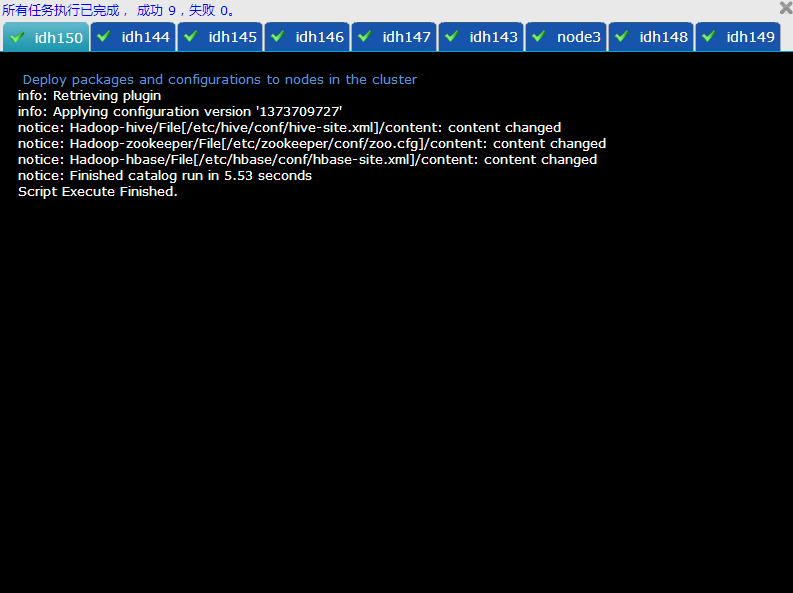 所有任务执行已完成， 成功 9，失败 0。
idh150 idh144 idh145 idh146 idh147 idh143 node3 idh148 idh149
Deploy packages and configurations to nodes in the cluster
info: Retrieving plugin
info: Applying configuration version '1373709727'
notice: Hadoop-hive/File[/etc/hive/conf/hive-site.xml]/content: content changed
notice: Hadoop-zookeeper/File[/etc/zookeeper/conf/zoo.cfg]/content: content changed
notice: Hadoop-hbase/File[/etc/hbase/conf/hbase-site.xml]/content: content changed
notice: Finished catalog run in 5.53 seconds
Script Execute Finished.